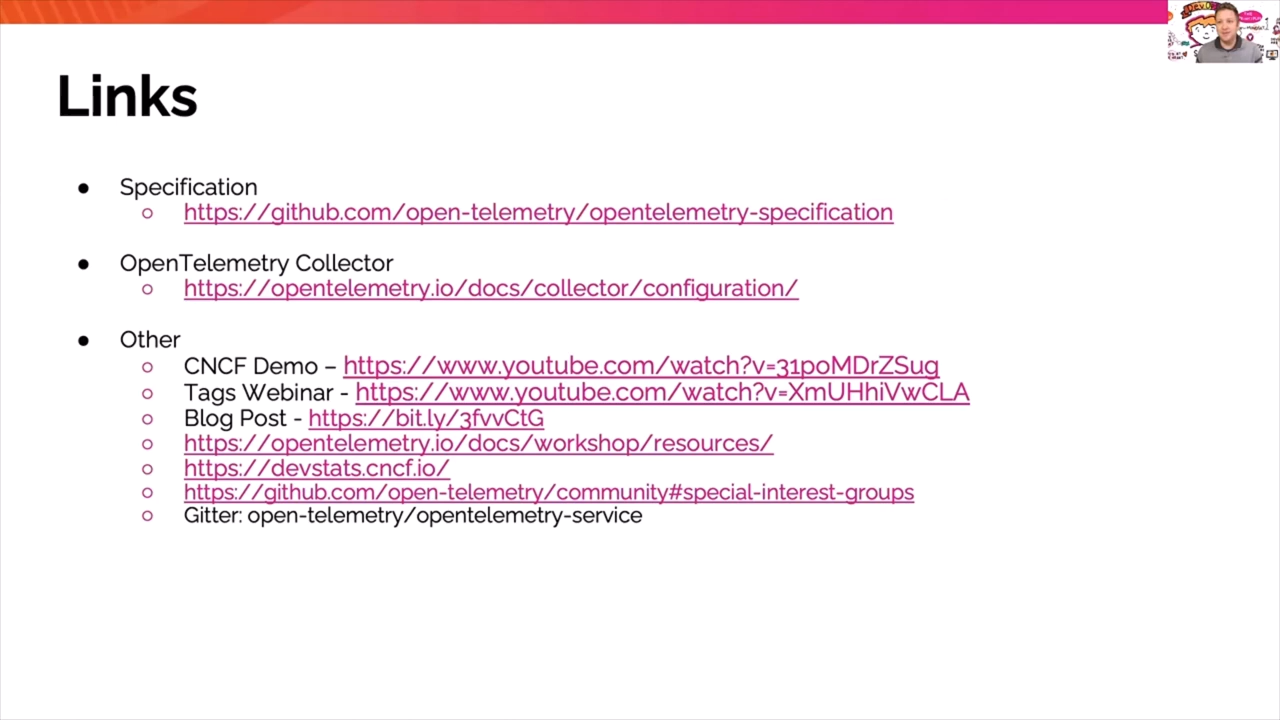 Links
● Specification
○ https://github.com/open-telemetry/opentelemetry-specification
● OpenTelemetry Collector
○ https://opentelemetry.io/docs/collector/configuration/
● Other
○ CNCF Demo – https://www.youtube.com/watch?v=31poMDrZSug
○ Tags Webinar - https://www.youtube.com/watch?v=XmUHhiVwCLA
○ Blog Post - https://bit.ly/3fvvCtG
○ https://opentelemetry.io/docs/workshop/resources/
○ https://devstats.cncf.io/
○ https://github.com/open-telemetry/community#special-interest-groups
○ Gitter: open-telemetry/opentelemetry-service